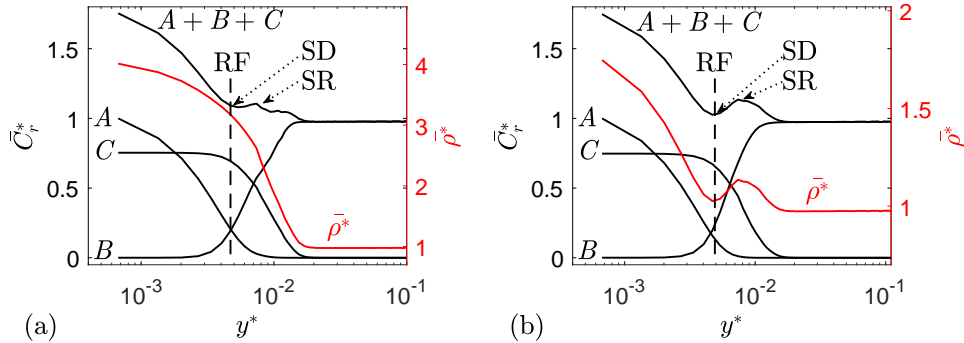 A + B + C
RF
SD
SR
1.5
1
0.5
0
A
C
B
C̄*r
4
3
2
1
ρ̄*
ρ̄*
10-3
10-2
10-1
(a)
y*
A + B + C
RF
SD
SR
1.5
1
0.5
0
A
C
B
C̄*r
2
1.5
1
ρ̄*
ρ̄*
10-3
10-2
10-1
(b)
y*